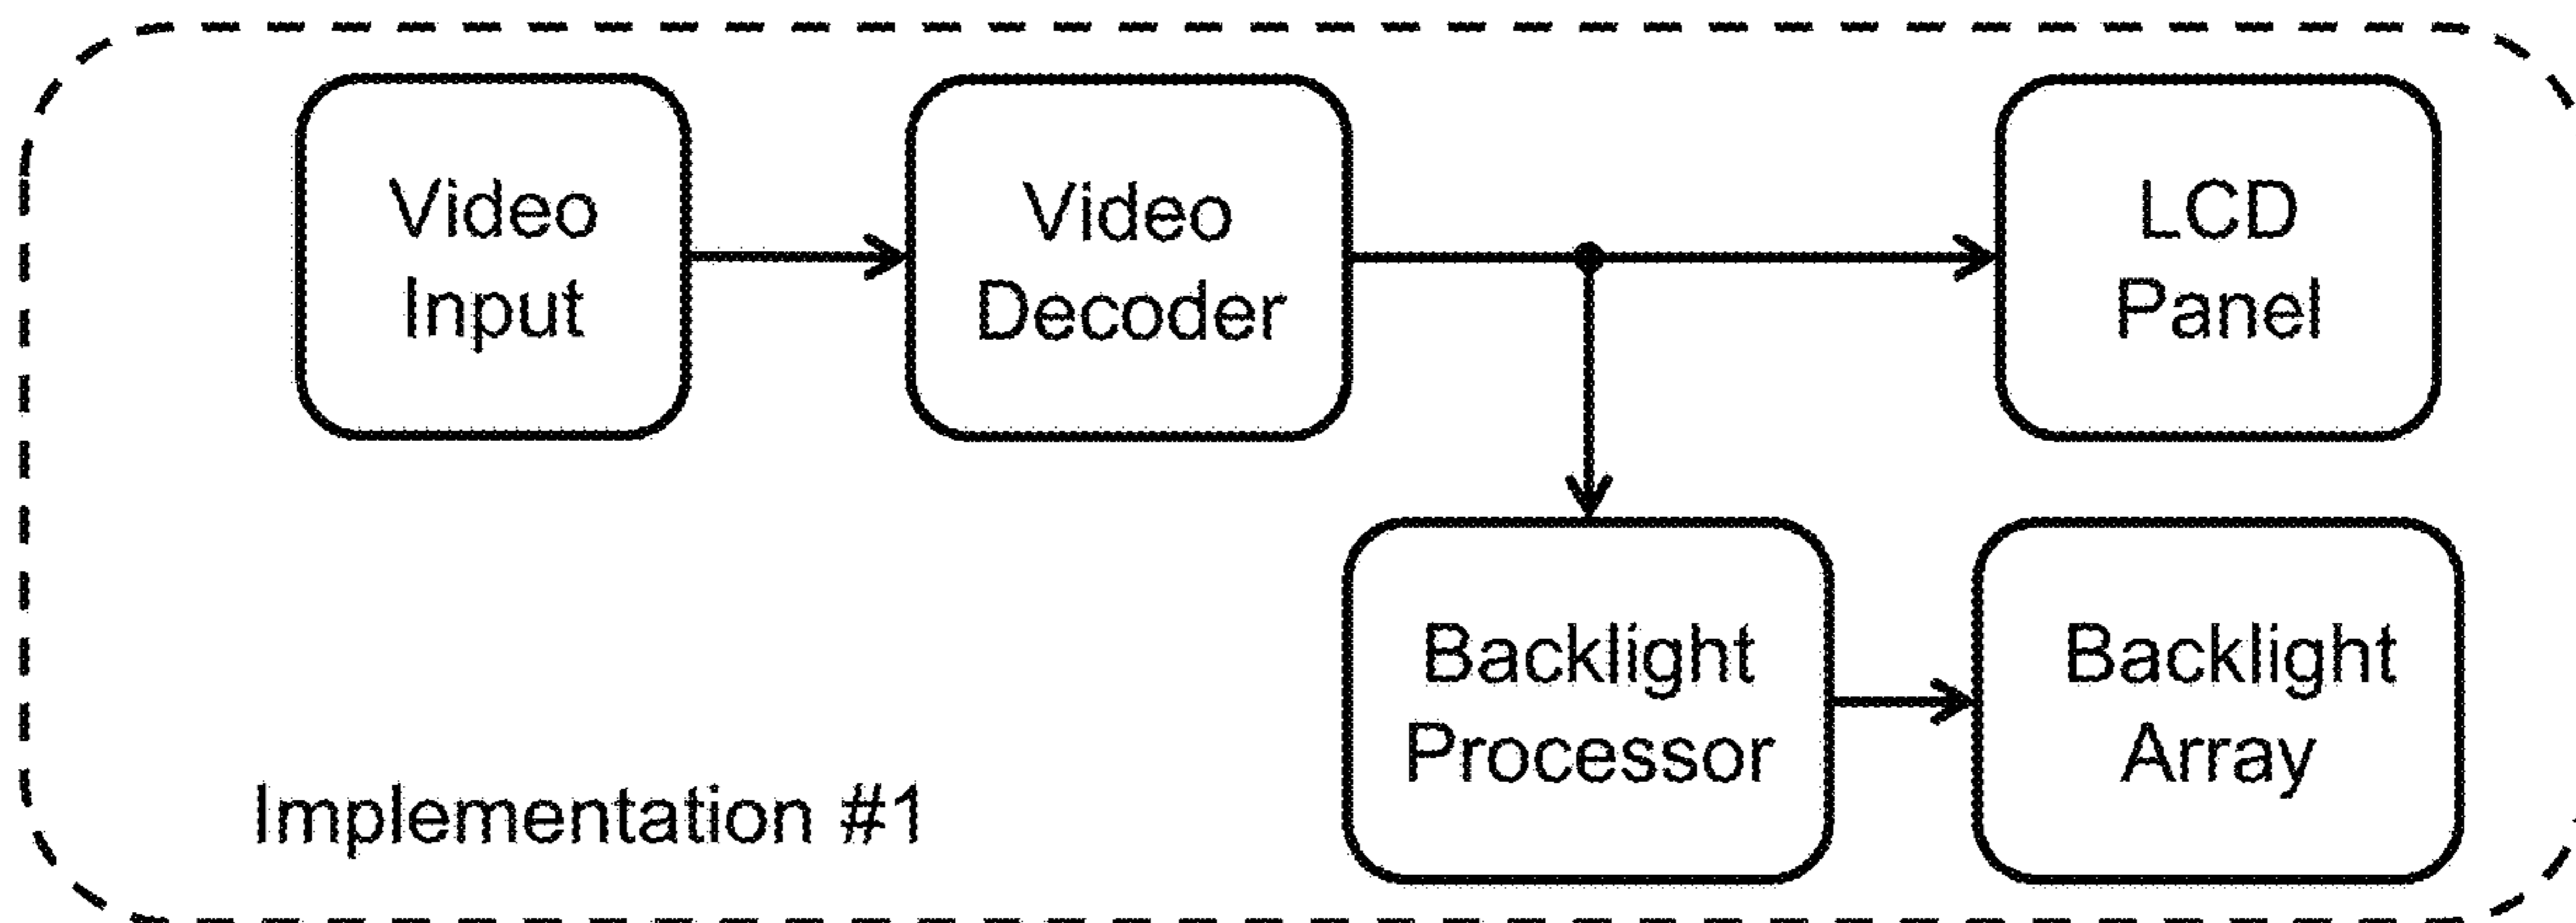 Video
Input
Video
Decoder
LCD
Panel
Backlight
Processor
Backlight
Array
Implementation #1